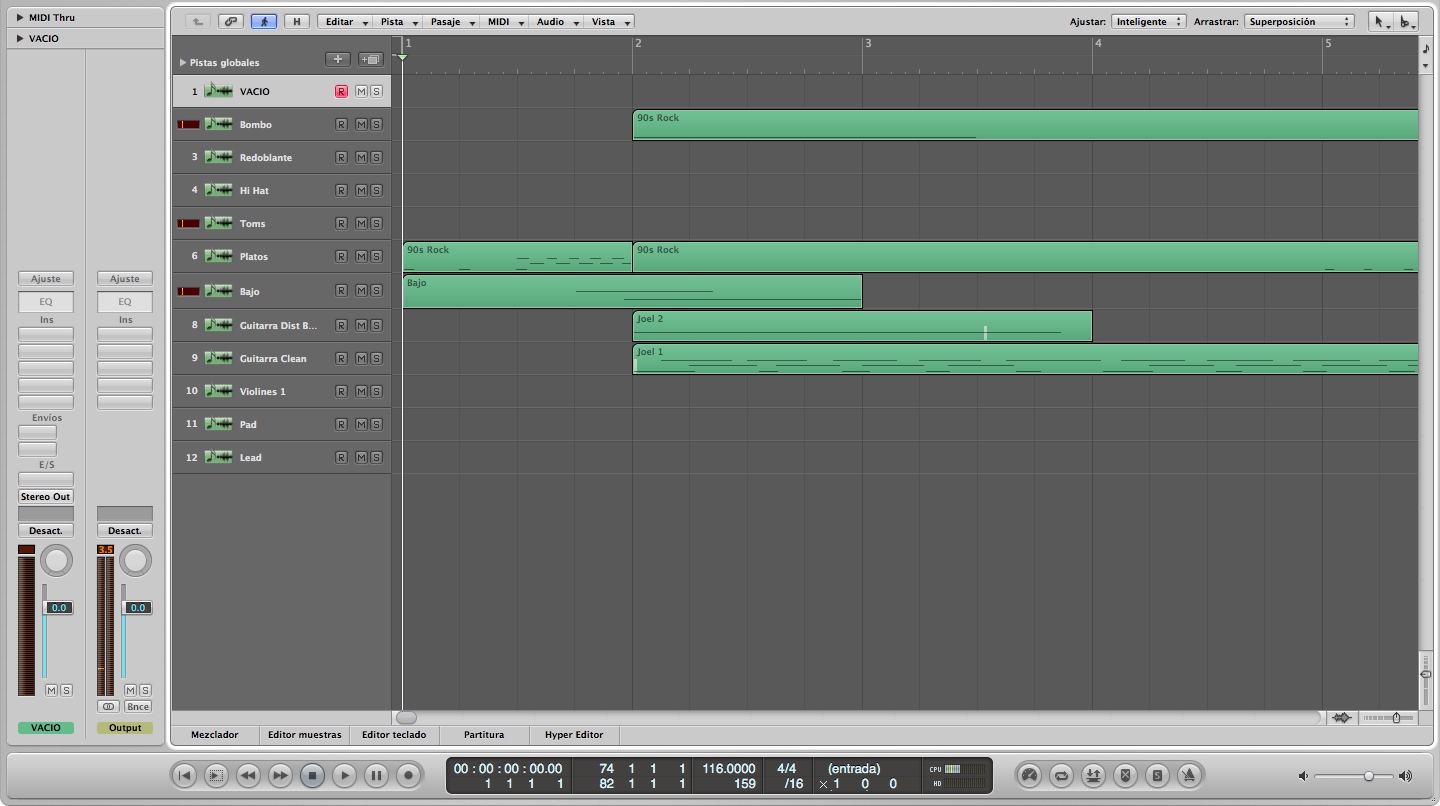 MIDI Thru
VACIO
H
Editar
Pista
Pasaje
MIDI
Audio
Vista
Ajustar: Inteligente
Arrastrar: Superposición
Pistas globales
1 2 3 4 5
1 VACIO R M S
Bombo R M S
90s Rock
3 Redoblante R M S
4 Hi Hat R M S
Toms R M S
6 Platos R M S
90s Rock
90s Rock
Bajo R M S
Bajo
8 Guitarra Dist B... R M S
Joel 2
9 Guitarra Clean R M S
Joel 1
10 Violines 1 R M S
11 Pad R M S
12 Lead R M S
Ajuste Ajuste
EQ EQ
Ins Ins
Envíos
E/S
Stereo Out
Desact. Desact.
3.5
0.0 0.0
M S M S
Bnce
VACIO Output
Mezclador
Editor muestras
Editor teclado
Partitura
Hyper Editor
00 : 00 : 00 : 00.00 74 1 1 1 116.0000 4/4 (entrada) CPU
1 1 1 1 82 1 1 1 159 /16 1 0 0 HD
S